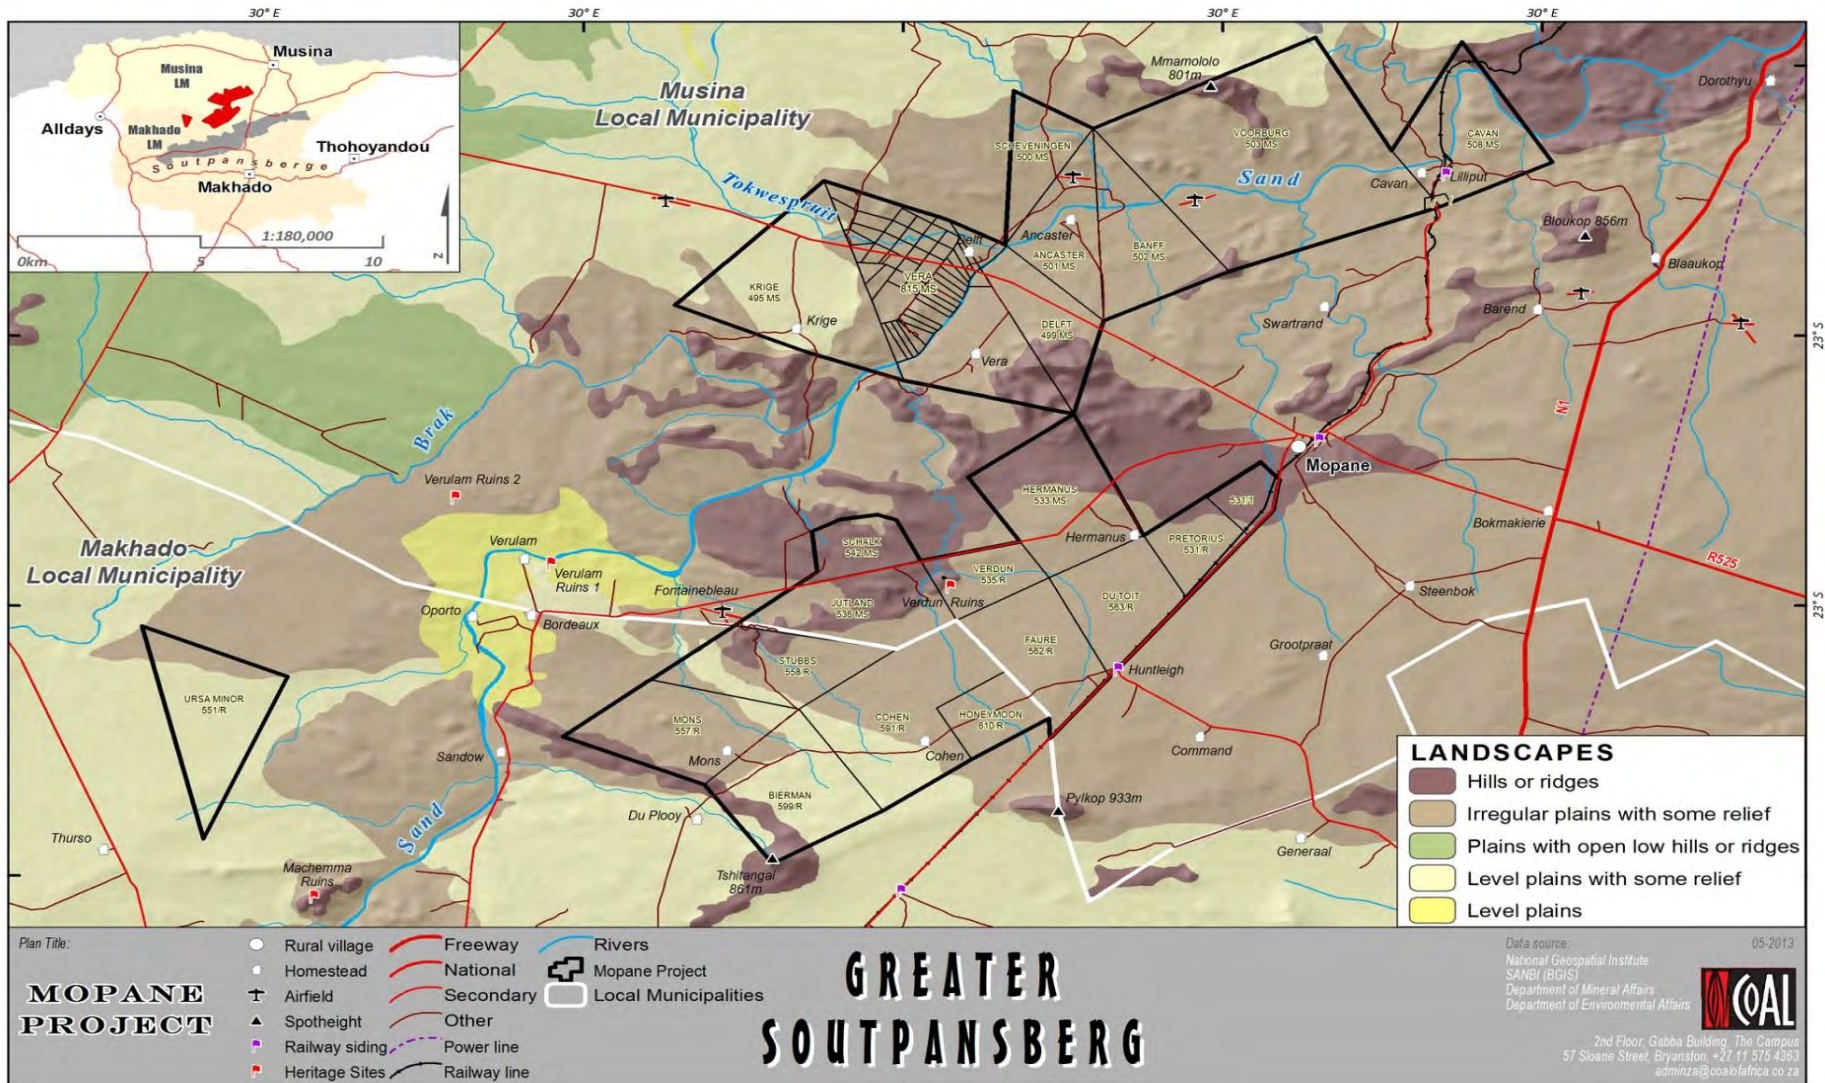 30° E
30° E
30° E
30° E
Musina
Musina
LM
Alldays
Makhado
LM
Thohoyandou
Soutpansberge
Makhado
1:180,000
0km
5
10
Z
Musina
Local Municipality
Mmamololo
801m
Dorothyu
VOORBURG
503 MS
CAVAN
508 MS
SCHEVENINGEN
500 MS
Tokwespruit
Sand
Cavan
Lilliput
Bloukop 856m
Delft
Ancaster
ANCASTER
501 MS
BANFF
502 MS
Blaaukop
KRIGE
495 MS
VERA
815 MS
Krige
DELFT
499 MS
Swartrand
Barend
23° S
Vera
N1
Brak
Mopane
Verulam Ruins 2
HERMANUS
533 MS
531/1
Bokmakierie
Makhado
Local Municipality
Verulam
Verulam
Ruins 1
SCHALK
542 MS
Hermanus
PRETORIUS
531/R
R525
Fontainebleau
VERDUN
535/R
Verdun Ruins
Steenbok
Oporto
Bordeaux
JUTLAND
536 MS
DU TOIT
563/R
23° S
FAURE
562/R
Grootpraat
STUBBS
558/R
Huntleigh
URSA MINOR
551/R
MONS
557/R
COHEN
591/R
HONEYMOON
610/R
Sandow
Mons
Cohen
Command
BIERMAN
599/R
Du Plooy
Pylkop 933m
Sand
Thurso
Generaal
Machemma
Ruins
Tshitangal
861m
LANDSCAPES
Hills or ridges
Irregular plains with some relief
Plains with open low hills or ridges
Level plains with some relief
Level plains
Plan Title:
MOPANE
PROJECT
Rural village
Homestead
Airfield
Spotheight
Railway siding
Heritage Sites
Freeway
National
Secondary
Other
Power line
Railway line
Rivers
Mopane Project
Local Municipalities
GREATER
SOUTPANSBERG
Data source:
05-2013
National Geospatial Institute
SANBI (BGIS)
Department of Mineral Affairs
Department of Environmental Affairs
COAL
2nd Floor, Gabba Building, The Campus
57 Sloane Street, Bryanston, +27 11 575 4363
adminza@coalofafrica.co.za